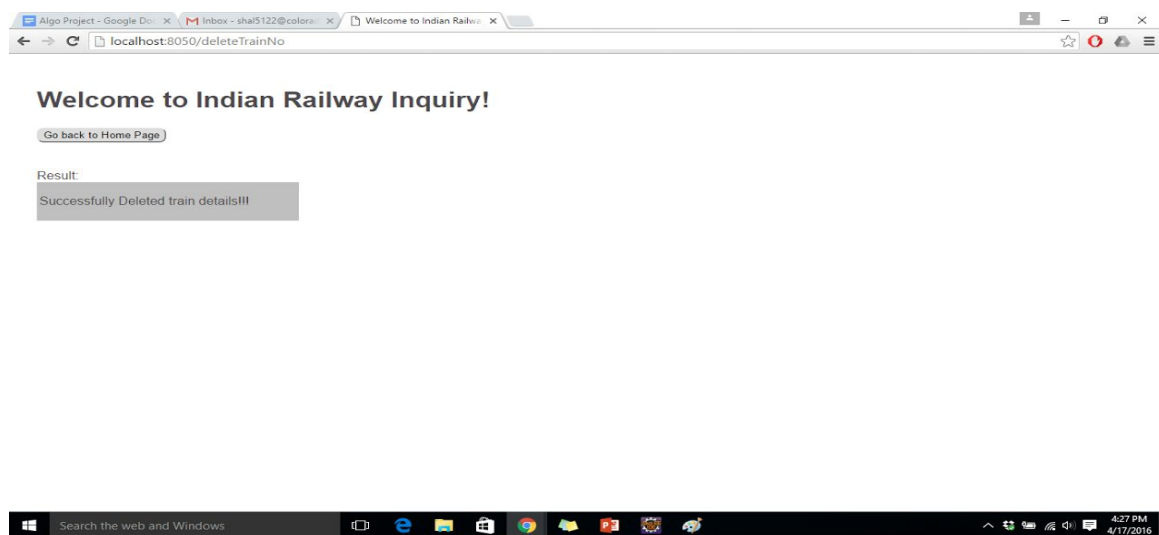 Algo Project - Google Do
Inbox - shal5122@colora
Welcome to Indian Railwa
localhost:8050/deleteTrainNo
Welcome to Indian Railway Inquiry!
Go back to Home Page
Result:
Successfully Deleted train details!!!
Search the web and Windows
4:27 PM
4/17/2016